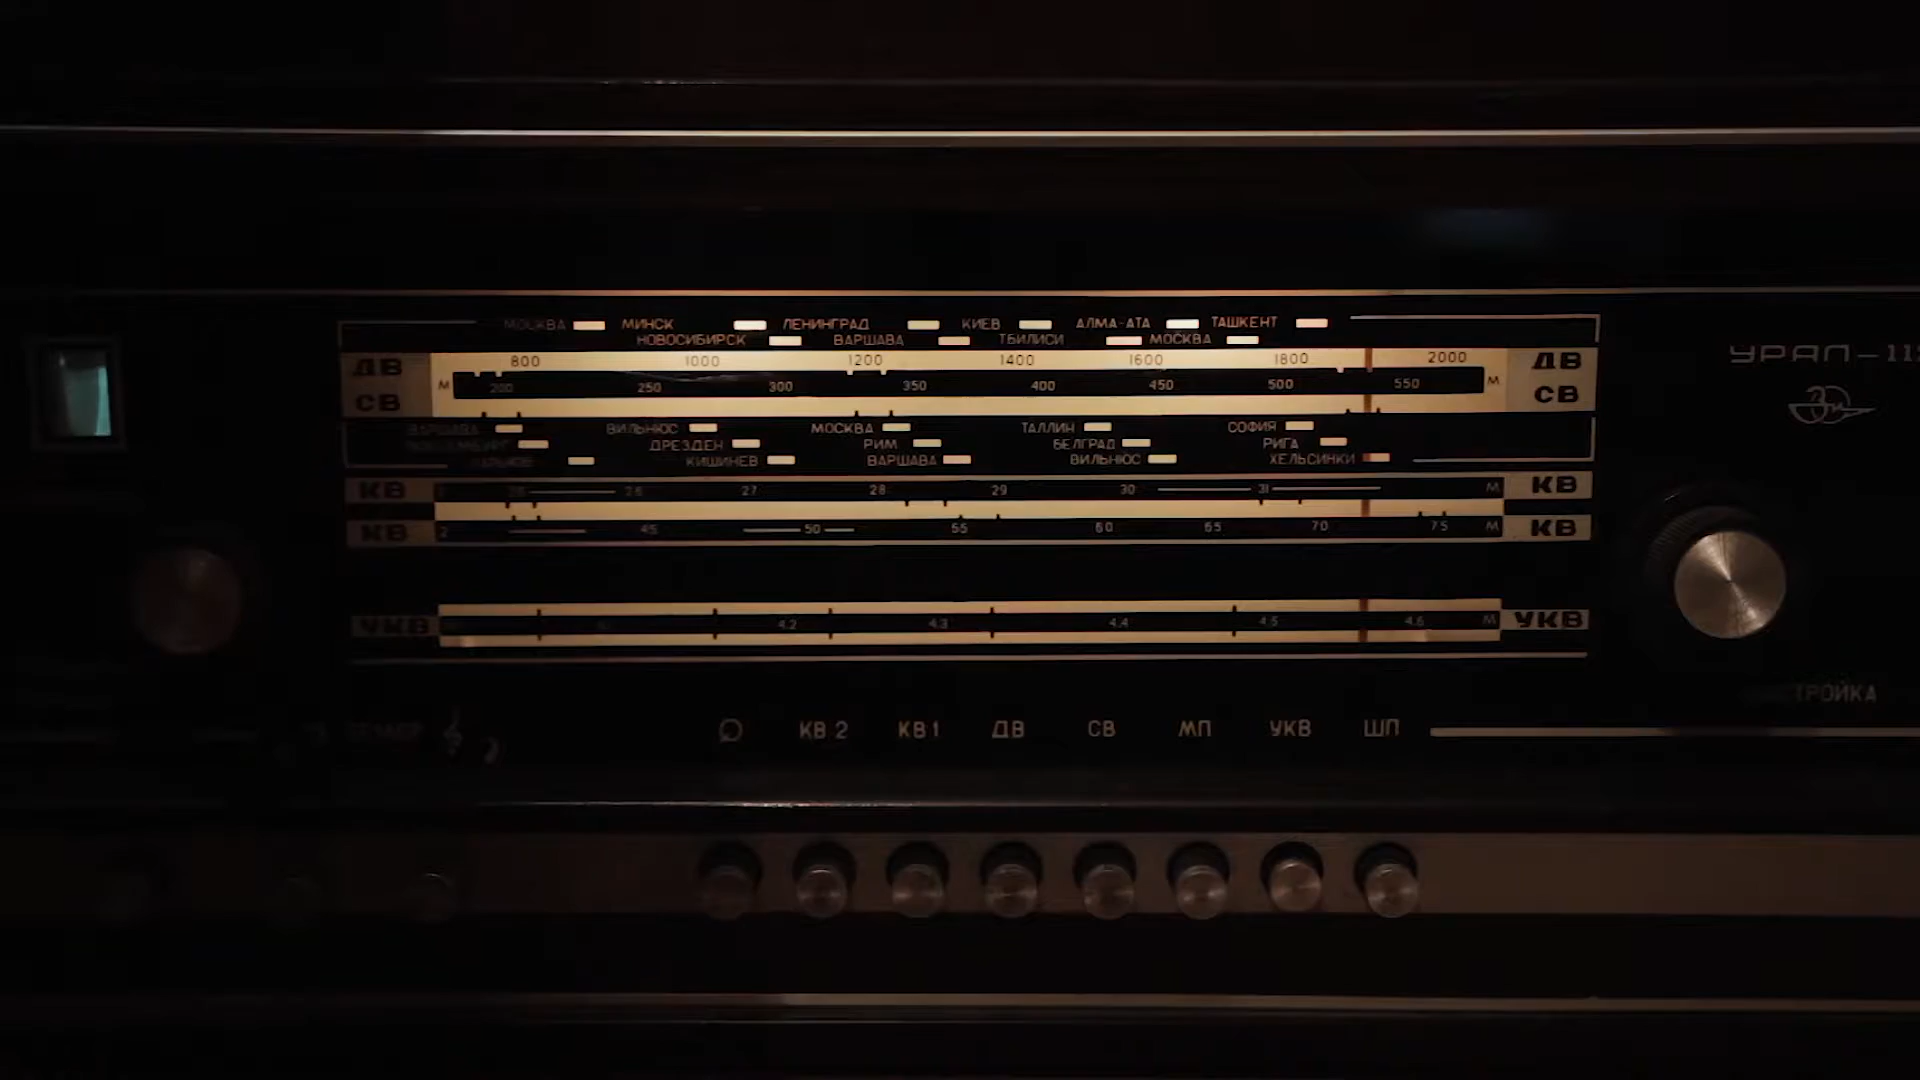 МОСКВА МИНСК ЛЕНИНГРАД КИЕВ АЛМА-АТА ТАШКЕНТ
НОВОСИБИРСК ВАРШАВА ТБИЛИСИ МОСКВА
ДВ 800 1000 1200 1400 1600 1800 2000 ДВ
М 200 250 300 350 400 450 500 550 М
СВ СВ
ВАРШАВА ВИЛЬНЮС МОСКВА ТАЛЛИН СОФИЯ
ДРЕЗДЕН РИМ БЕЛГРАД РИГА
КИШИНЕВ ВАРШАВА ВИЛЬНЮС ХЕЛЬСИНКИ
КВ 26 27 28 29 30 31 М КВ
КВ 2 45 50 55 60 65 70 75 М КВ
УКВ 4.2 4.3 4.4 4.5 4.6 М УКВ
УРАЛ-11
НАСТРОЙКА
КВ 2 КВ 1 ДВ СВ МП УКВ ШП